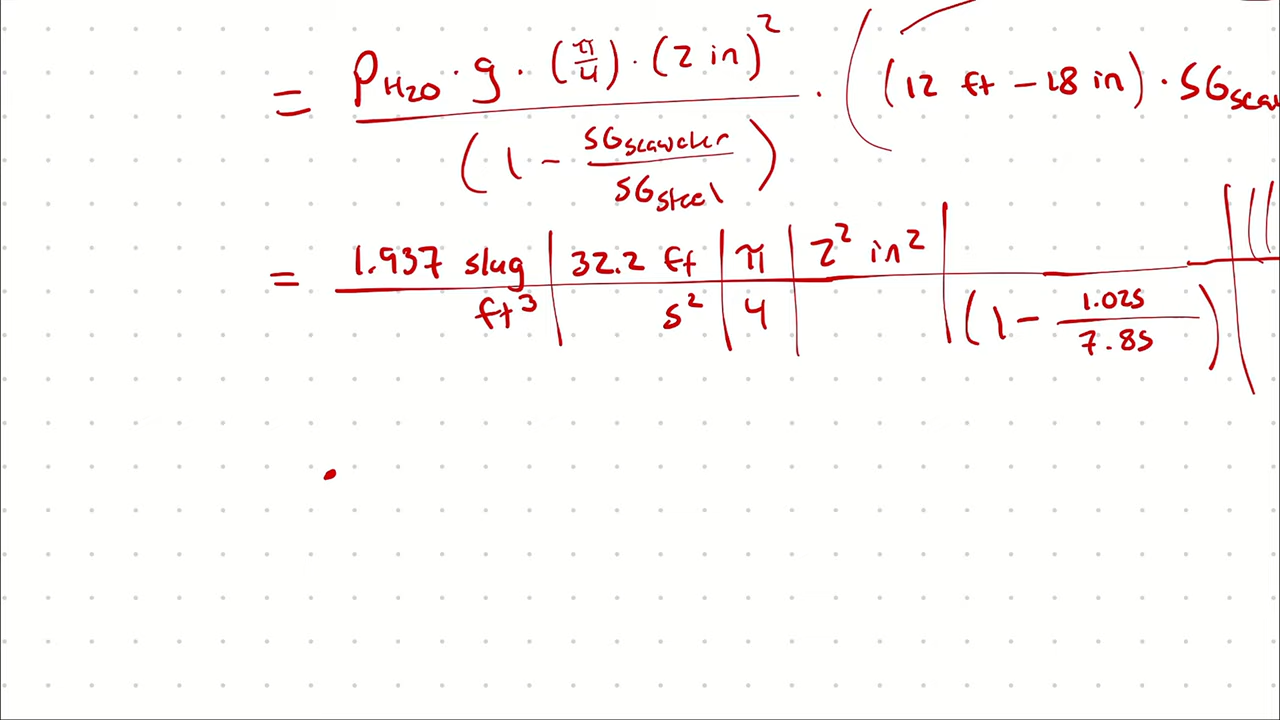 = ρH2O · g · (π/4) · (2 in)² / (1 - SGseawater/SGsteel) · ( (12 ft - 18 in) · SG
= 1.937 slug/ft³ | 32.2 ft/s² | π/4 | 2² in² | /(1 - 1.025/7.85) | ((